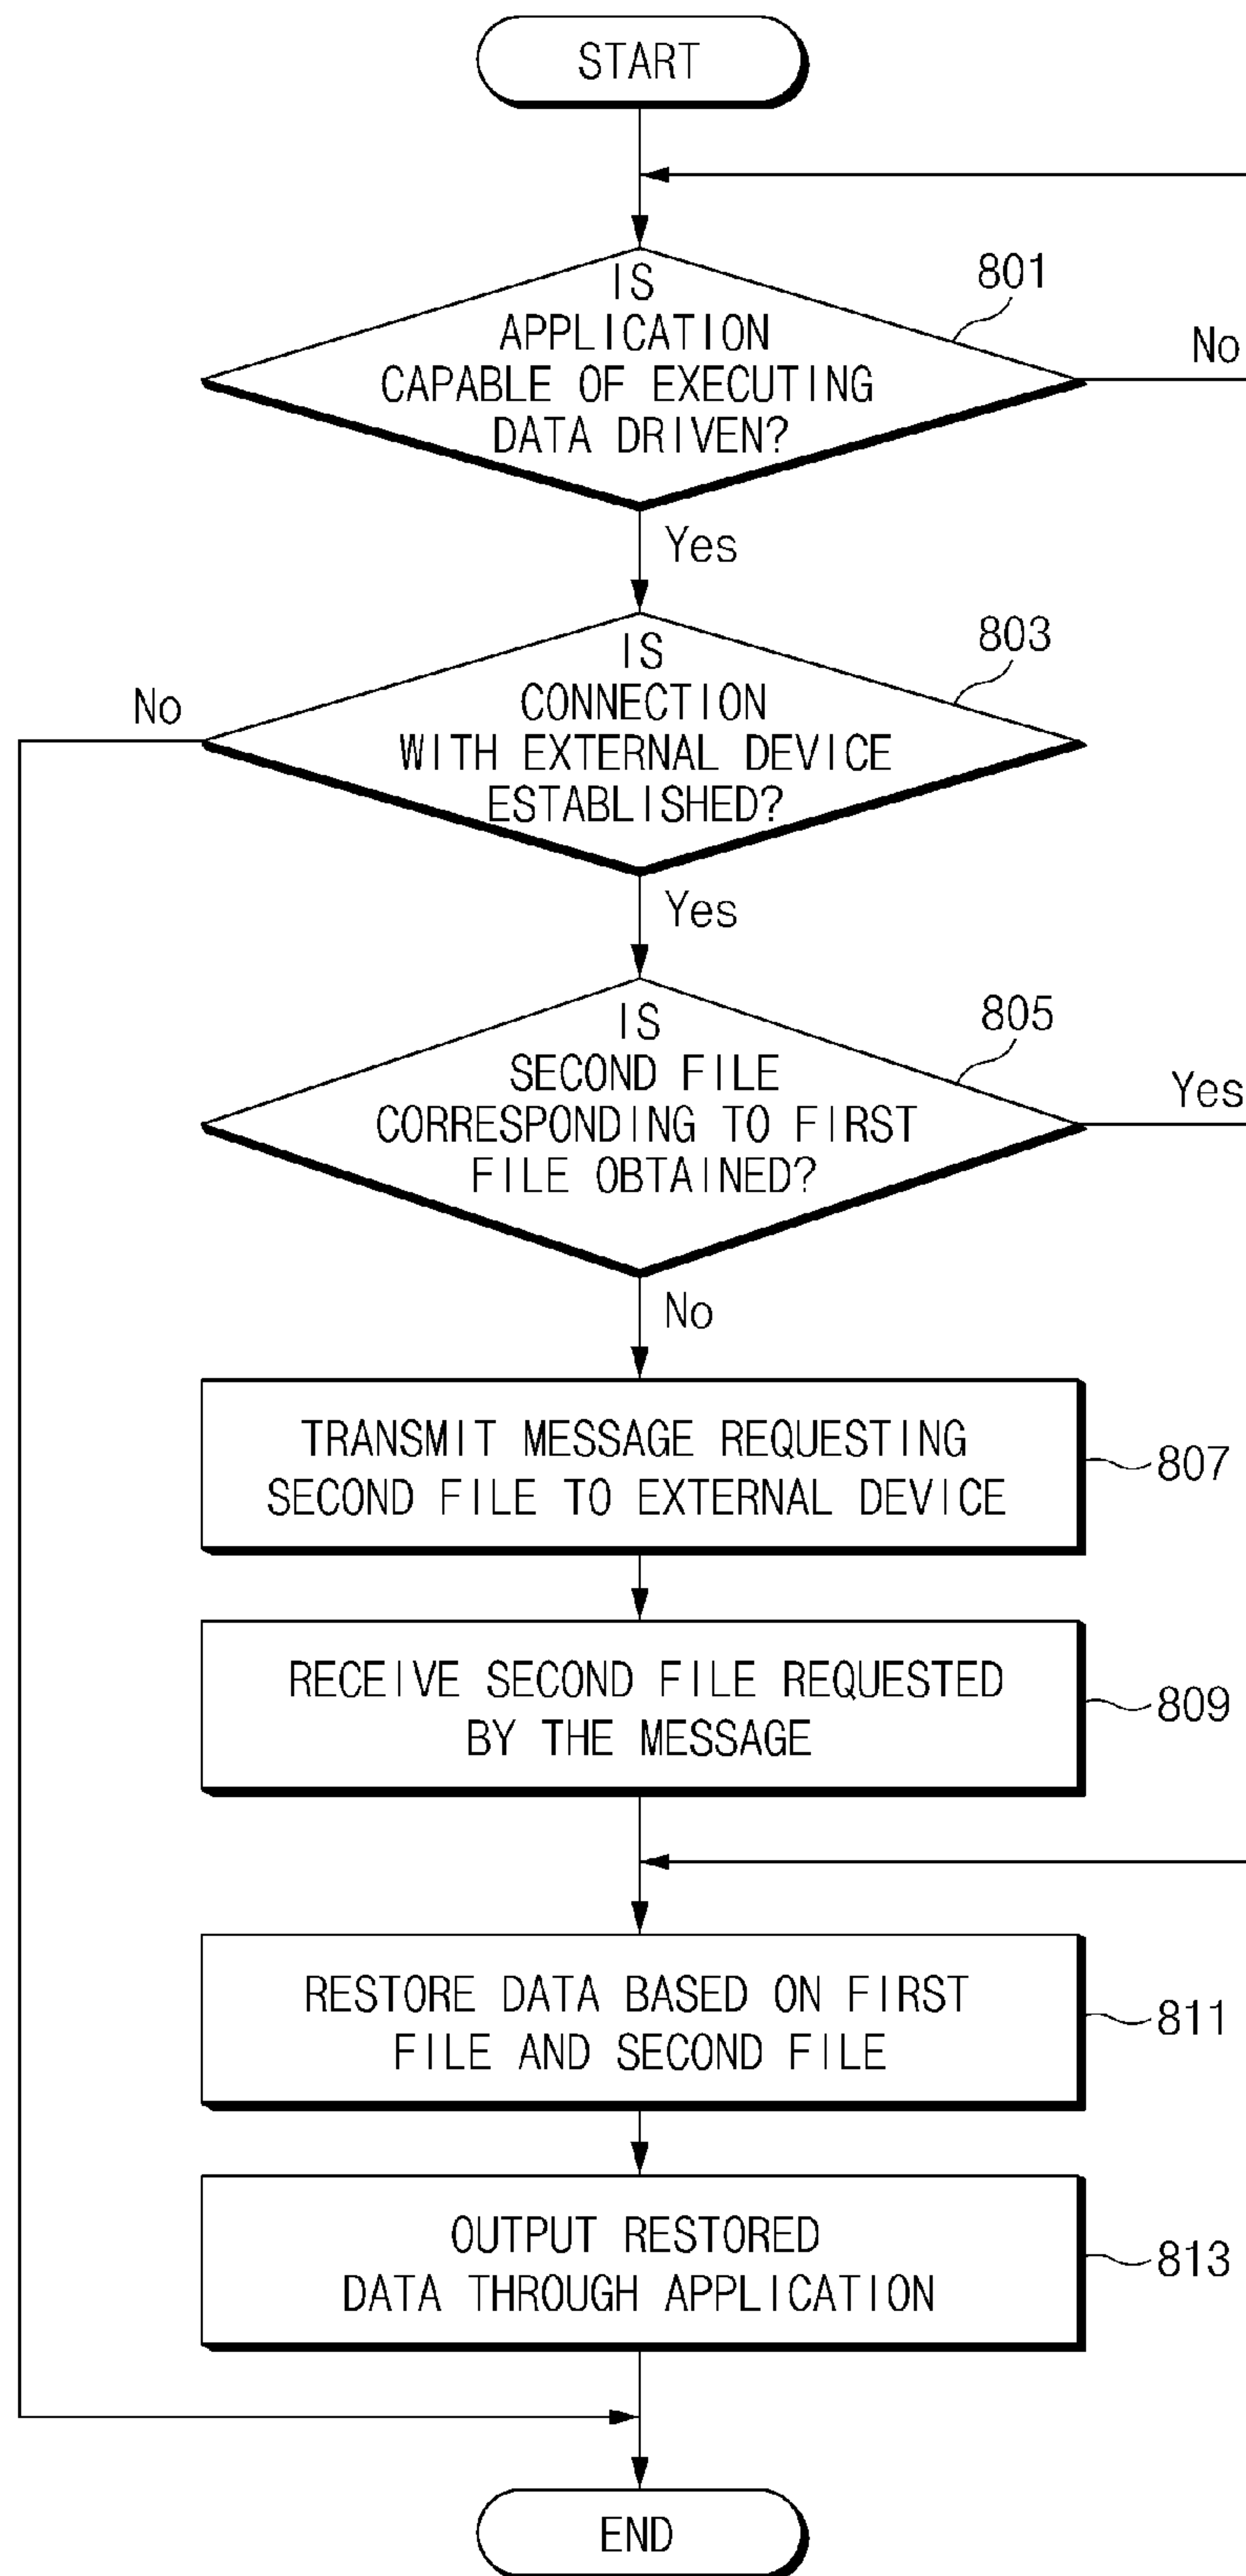 START
IS
APPLICATION
CAPABLE OF EXECUTING
DATA DRIVEN?
801
No
Yes
IS
CONNECTION
WITH EXTERNAL DEVICE
ESTABLISHED?
803
No
Yes
IS
SECOND FILE
CORRESPONDING TO FIRST
FILE OBTAINED?
805
Yes
No
TRANSMIT MESSAGE REQUESTING
SECOND FILE TO EXTERNAL DEVICE
807
RECEIVE SECOND FILE REQUESTED
BY THE MESSAGE
809
RESTORE DATA BASED ON FIRST
FILE AND SECOND FILE
811
OUTPUT RESTORED
DATA THROUGH APPLICATION
813
END